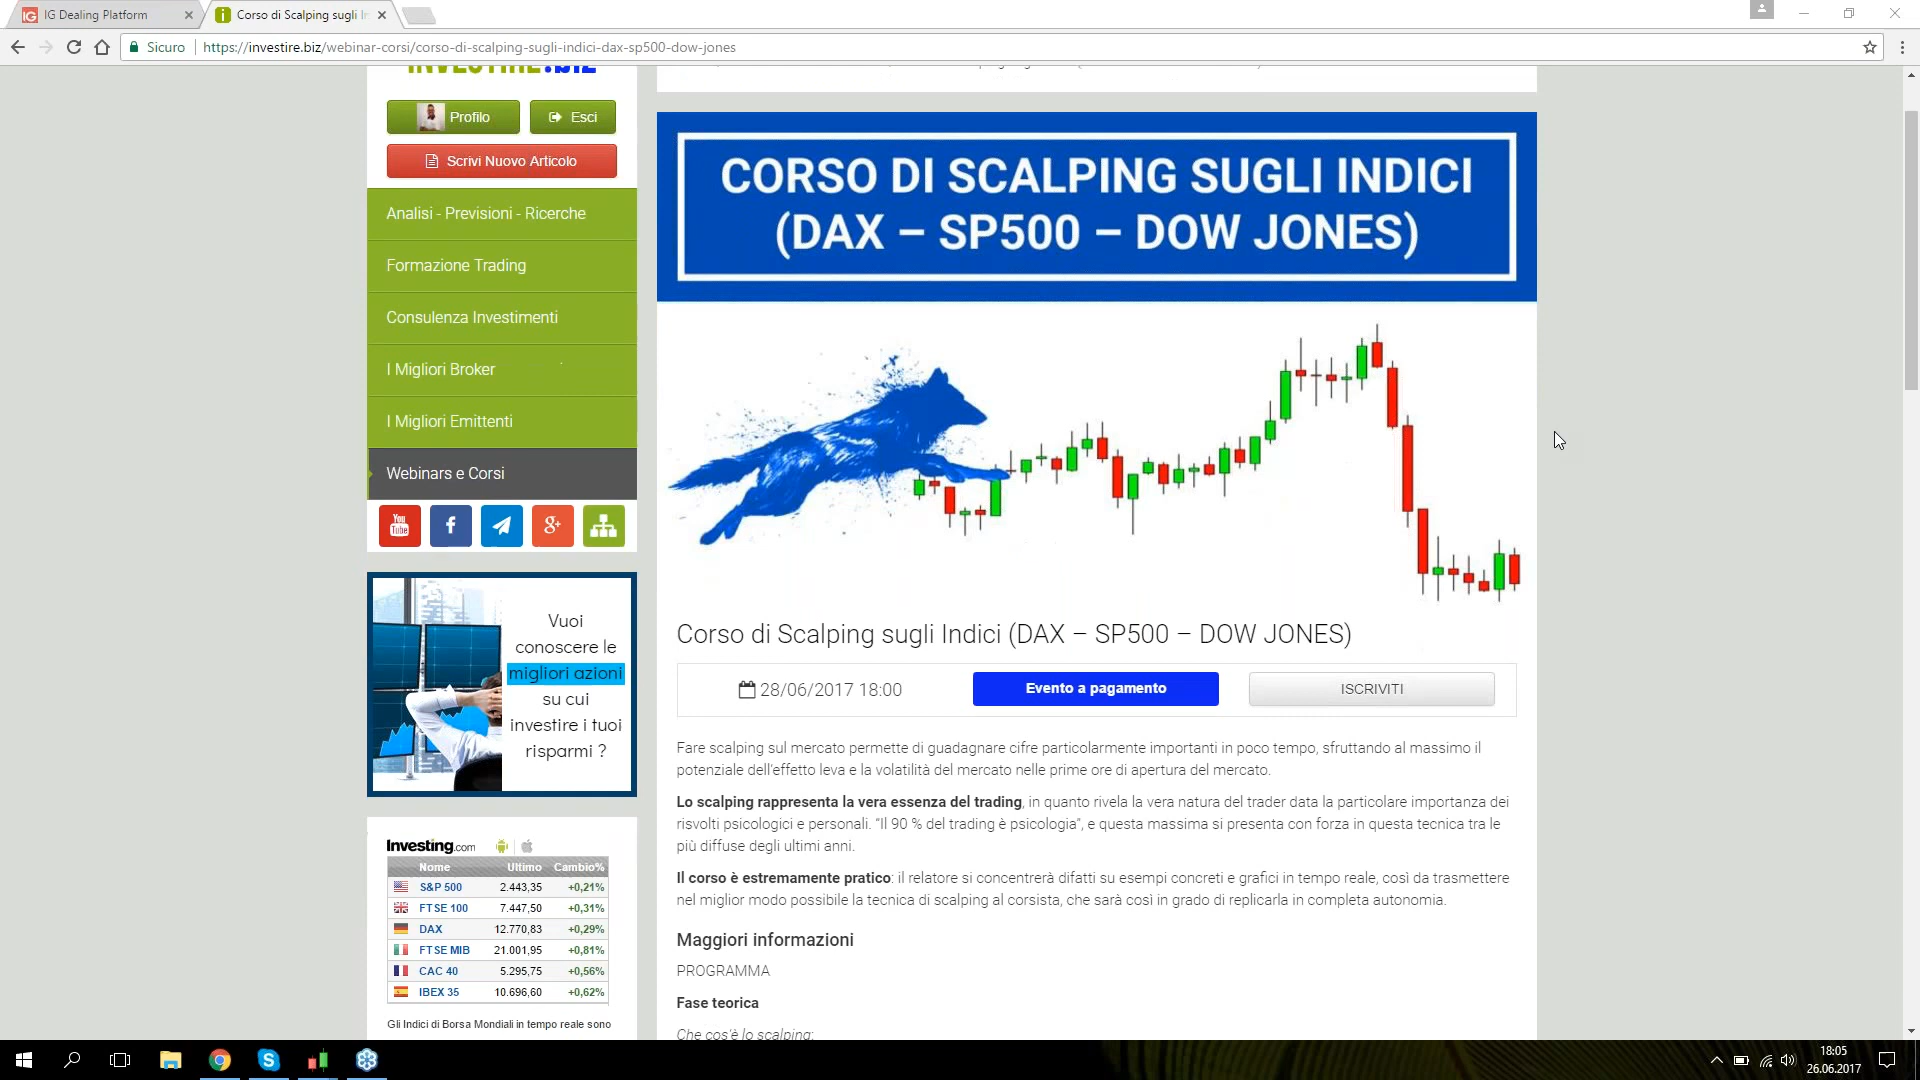 IG Dealing Platform
Corso di Scalping sugli In
Sicuro
https://investire.biz/webinar-corsi/corso-di-scalping-sugli-indici-dax-sp500-dow-jones
INVESTIRE.biz
Profilo
Esci
Scrivi Nuovo Articolo
Analisi - Previsioni - Ricerche
Formazione Trading
Consulenza Investimenti
I Migliori Broker
I Migliori Emittenti
Webinars e Corsi
You
Tube
Vuoi
conoscere le
migliori azioni
su cui
investire i tuoi
risparmi ?
Investing.com
Nome Ultimo Cambio%
S&P 500 2.443,35 +0,21%
FTSE 100 7.447,50 +0,31%
DAX 12.770,83 +0,29%
FTSE MIB 21.001,95 +0,81%
CAC 40 5.295,75 +0,56%
IBEX 35 10.696,60 +0,62%
Gli Indici di Borsa Mondiali in tempo reale sono
CORSO DI SCALPING SUGLI INDICI
(DAX – SP500 – DOW JONES)
Corso di Scalping sugli Indici (DAX – SP500 – DOW JONES)
28/06/2017 18:00
Evento a pagamento
ISCRIVITI
Fare scalping sul mercato permette di guadagnare cifre particolarmente importanti in poco tempo, sfruttando al massimo il
potenziale dell'effetto leva e la volatilità del mercato nelle prime ore di apertura del mercato.
Lo scalping rappresenta la vera essenza del trading, in quanto rivela la vera natura del trader data la particolare importanza dei
risvolti psicologici e personali. “Il 90 % del trading è psicologia”, e questa massima si presenta con forza in questa tecnica tra le
più diffuse degli ultimi anni.
Il corso è estremamente pratico: il relatore si concentrerà difatti su esempi concreti e grafici in tempo reale, così da trasmettere
nel miglior modo possibile la tecnica di scalping al corsista, che sarà così in grado di replicarla in completa autonomia.
Maggiori informazioni
PROGRAMMA
Fase teorica
Che cos'è lo scalping:
18:05
26.06.2017